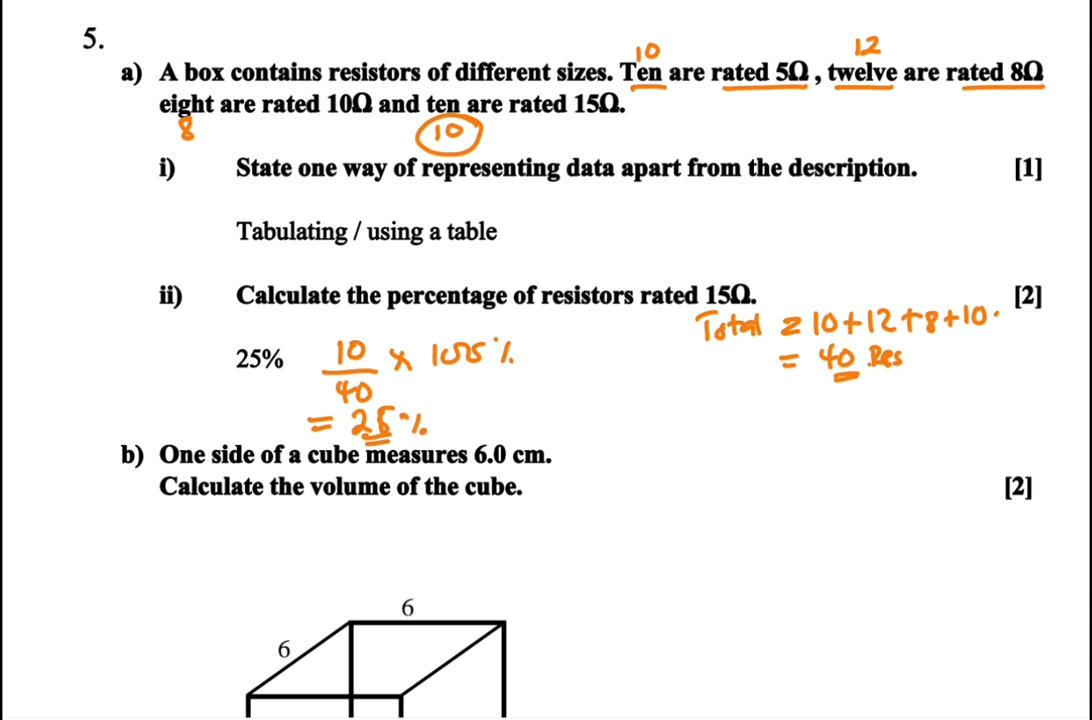 5.
10 12
a) A box contains resistors of different sizes. Ten are rated 5Ω , twelve are rated 8Ω
eight are rated 10Ω and ten are rated 15Ω.
8 10
i) State one way of representing data apart from the description. [1]
Tabulating / using a table
ii) Calculate the percentage of resistors rated 15Ω. [2]
Total = 10+12+8+10.
25% 10/40 × 100% = 40 Res
= 25%
b) One side of a cube measures 6.0 cm.
Calculate the volume of the cube. [2]
6
6